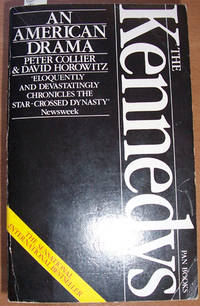 AN
AMERICAN
DRAMA
PETER COLLIER
& DAVID HOROWITZ
'ELOQUENTLY
AND DEVASTATINGLY
CHRONICLES THE
STAR-CROSSED DYNASTY'
Newsweek
THE
Kennedys
THE SENSATIONAL
INTERNATIONAL BESTSELLER
PAN BOOKS